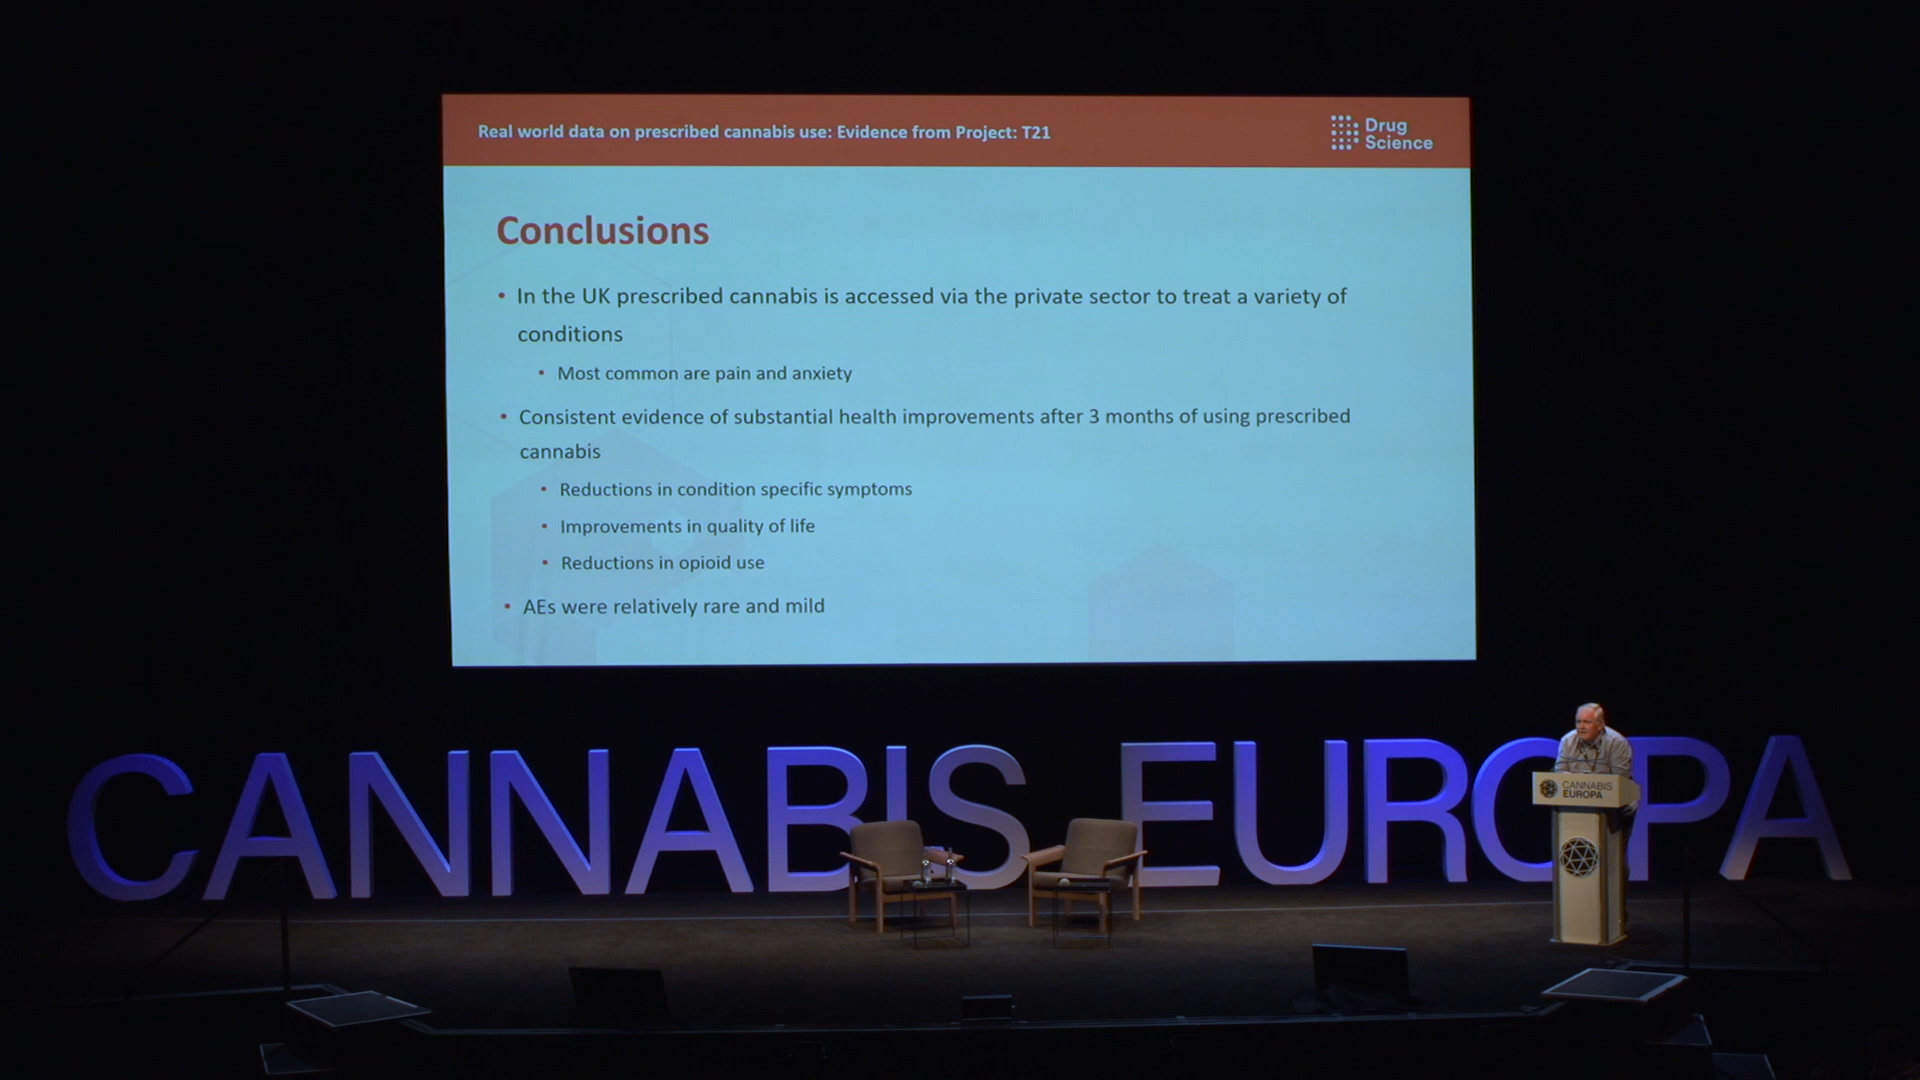 Real world data on prescribed cannabis use: Evidence from Project: T21
Drug
Science
Conclusions
• In the UK prescribed cannabis is accessed via the private sector to treat a variety of
conditions
• Most common are pain and anxiety
• Consistent evidence of substantial health improvements after 3 months of using prescribed
cannabis
• Reductions in condition specific symptoms
• Improvements in quality of life
• Reductions in opioid use
• AEs were relatively rare and mild
CANNABIS EUROPA
CANNABIS
EUROPA